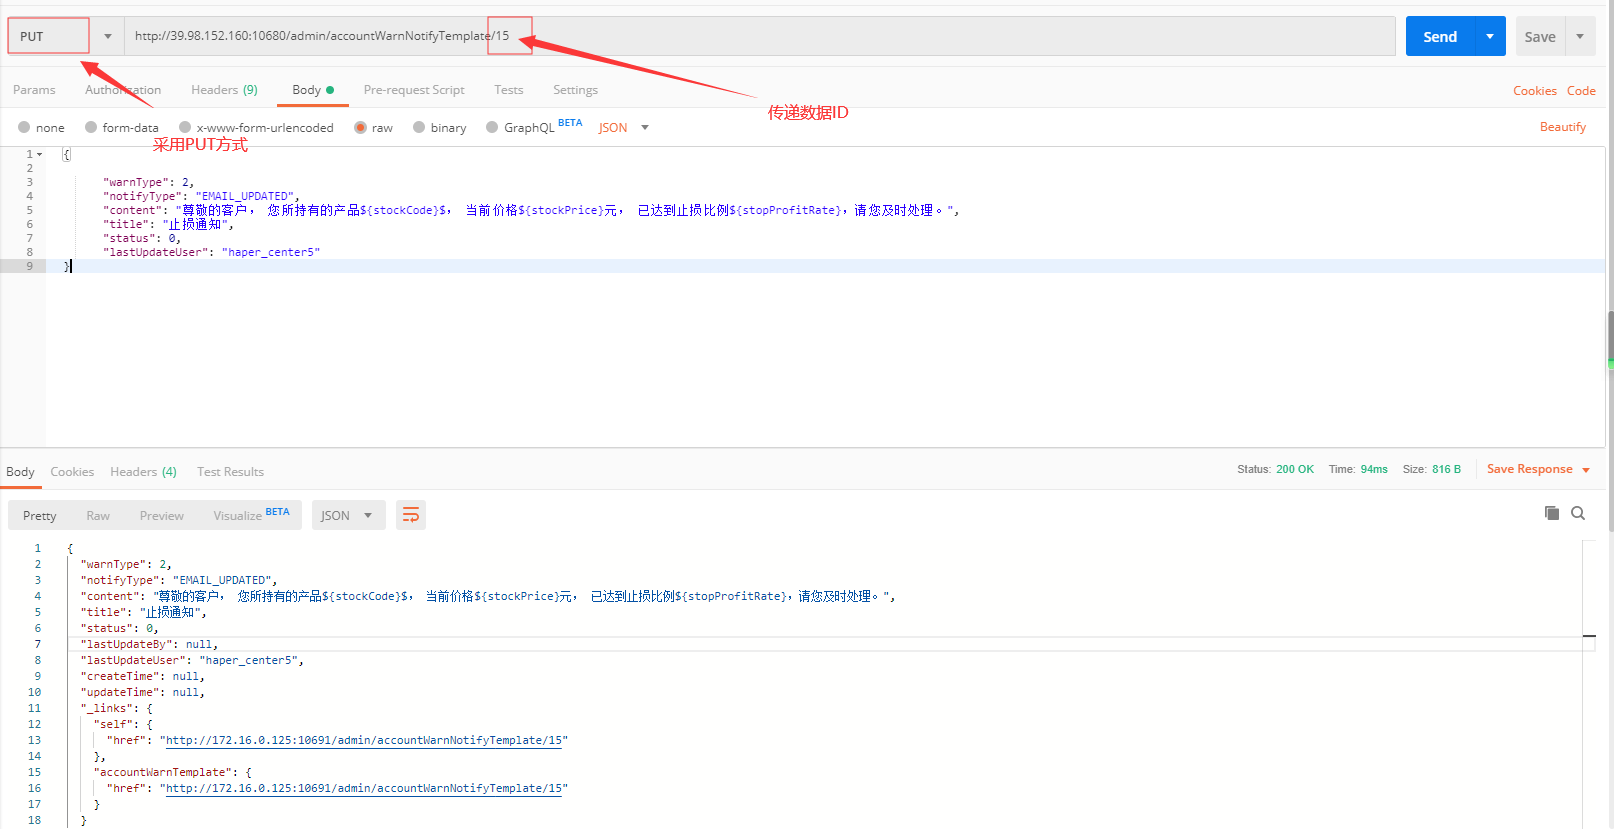 PUT
http://39.98.152.160:10680/admin/accountWarnNotifyTemplate/15
Send
Save
Params
Authorization
Headers (9)
Body
Pre-request Script
Tests
Settings
Cookies
Code
传递数据ID
none
form-data
x-www-form-urlencoded
raw
binary
GraphQL BETA
JSON
Beautify
采用PUT方式
1 {
2
3 "warnType": 2,
4 "notifyType": "EMAIL_UPDATED",
5 "content": "尊敬的客户， 您所持有的产品${stockCode}$， 当前价格${stockPrice}元， 已达到止损比例${stopProfitRate}，请您及时处理。",
6 "title": "止损通知",
7 "status": 0,
8 "lastUpdateUser": "haper_center5"
9 }
Body
Cookies
Headers (4)
Test Results
Status: 200 OK
Time: 94ms
Size: 816 B
Save Response
Pretty
Raw
Preview
Visualize BETA
JSON
1 {
2 "warnType": 2,
3 "notifyType": "EMAIL_UPDATED",
4 "content": "尊敬的客户， 您所持有的产品${stockCode}$， 当前价格${stockPrice}元， 已达到止损比例${stopProfitRate}，请您及时处理。",
5 "title": "止损通知",
6 "status": 0,
7 "lastUpdateBy": null,
8 "lastUpdateUser": "haper_center5",
9 "createTime": null,
10 "updateTime": null,
11 "_links": {
12 "self": {
13 "href": "http://172.16.0.125:10691/admin/accountWarnNotifyTemplate/15"
14 },
15 "accountWarnTemplate": {
16 "href": "http://172.16.0.125:10691/admin/accountWarnNotifyTemplate/15"
17 }
18 }